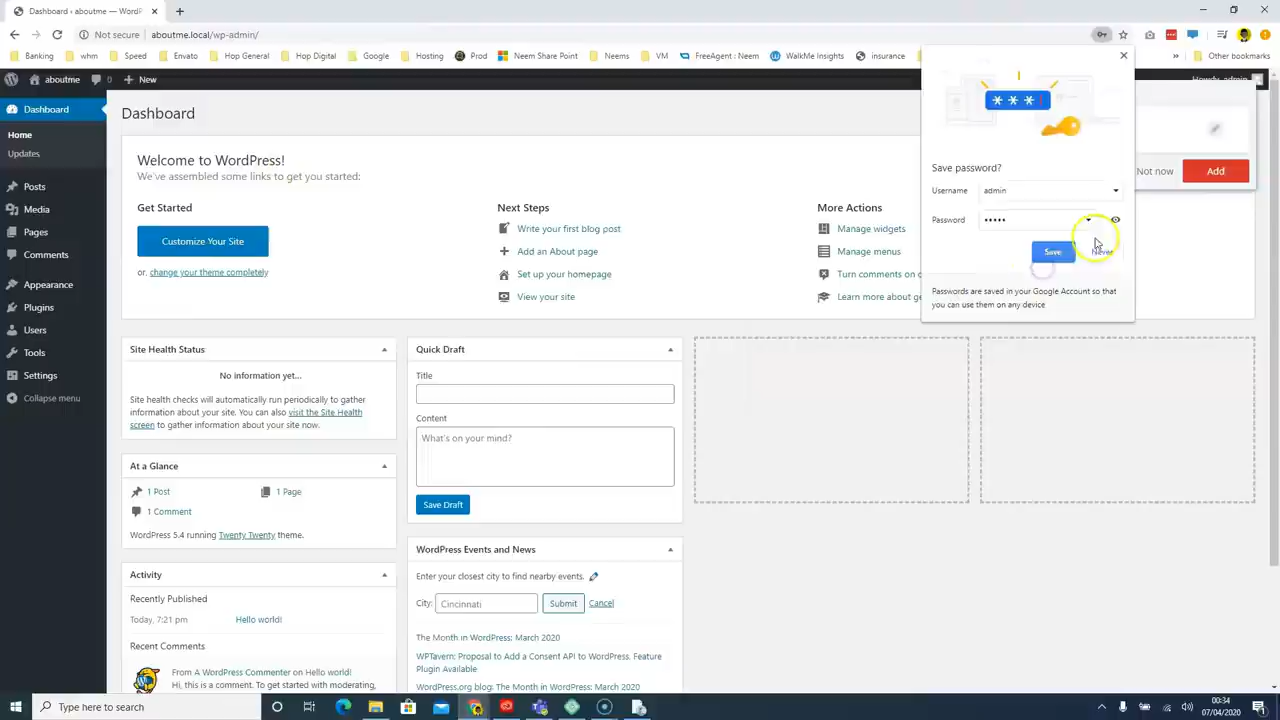 Dashboard ‹ aboutme — WordP
Not secure aboutme.local/wp-admin/
Banking Speed Envato Hop General Hop Digital Google Hosting Prod Neem Share Point Neems VM FreeAgent : Neem WalkMe Insights insurance » Other bookmarks
aboutme 0 New Howdy, admin
Dashboard
Home
Updates
Posts
Media
Pages
Comments
Appearance
Plugins
Users
Tools
Settings
Collapse menu
Dashboard
Welcome to WordPress!
We've assembled some links to get you started:
Get Started
Customize Your Site
or, change your theme completely
Next Steps
Write your first blog post
Add an About page
Set up your homepage
View your site
More Actions
Manage widgets
Manage menus
Turn comments on o
Learn more about ge
Save password?
Username admin
Password •••••
Save Never
Passwords are saved in your Google Account so that
you can use them on any device
Not now Add
Site Health Status
No information yet...
Site health checks will automatically run periodically to gather
information about your site. You can also visit the Site Health
screen to gather information about your site now.
At a Glance
1 Post 1 Page
1 Comment
WordPress 5.4 running Twenty Twenty theme.
Activity
Recently Published
Today, 7:21 pm Hello world!
Recent Comments
From A WordPress Commenter on Hello world!
Hi, this is a comment. To get started with moderating,
Quick Draft
Title
Content
What's on your mind?
Save Draft
WordPress Events and News
Enter your closest city to find nearby events.
City: Cincinnati Submit Cancel
The Month in WordPress: March 2020
WPTavern: Proposal to Add a Consent API to WordPress. Feature
Plugin Available
WordPress.org blog: The Month in WordPress: March 2020
Type here to search
00:34
07/04/2020